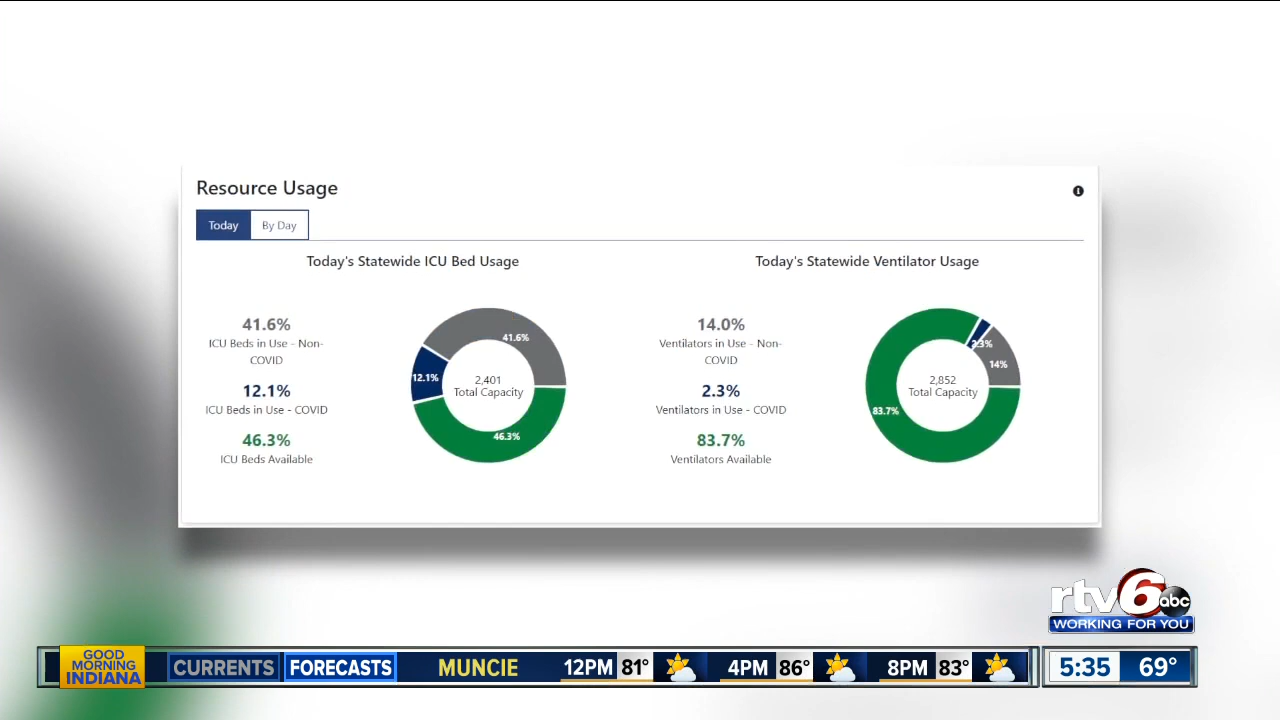 Resource Usage
Today
By Day
Today's Statewide ICU Bed Usage
41.6%
ICU Beds in Use - Non-
COVID
12.1%
ICU Beds in Use - COVID
46.3%
ICU Beds Available
41.6%
12.1%
2,401
Total Capacity
46.3%
Today's Statewide Ventilator Usage
14.0%
Ventilators in Use - Non-
COVID
2.3%
Ventilators in Use - COVID
83.7%
Ventilators Available
2.3%
14%
2,852
Total Capacity
83.7%
rtv6 abc
WORKING FOR YOU
GOOD
MORNING
INDIANA
CURRENTS
FORECASTS
MUNCIE
12PM 81°
4PM 86°
8PM 83°
5:35 69°